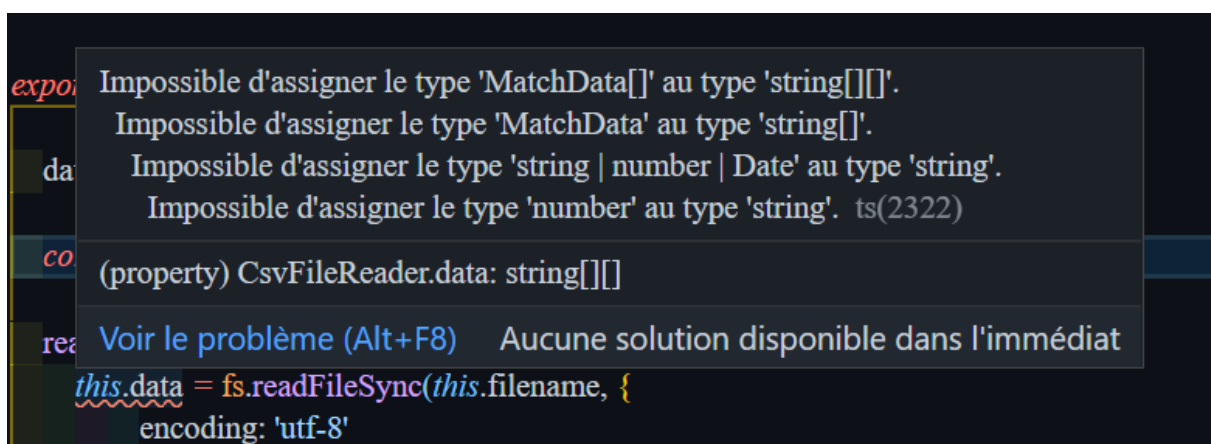 Impossible d'assigner le type 'MatchData[]' au type 'string[][]'.
expo
Impossible d'assigner le type 'MatchData' au type 'string[]'.
Impossible d'assigner le type 'string | number | Date' au type 'string'.
da
Impossible d'assigner le type 'number' au type 'string'. ts(2322)
co
(property) CsvFileReader.data: string[][]
rea
Voir le problème (Alt+F8) Aucune solution disponible dans l'immédiat
this.data = fs.readFileSync(this.filename, {
encoding: 'utf-8'